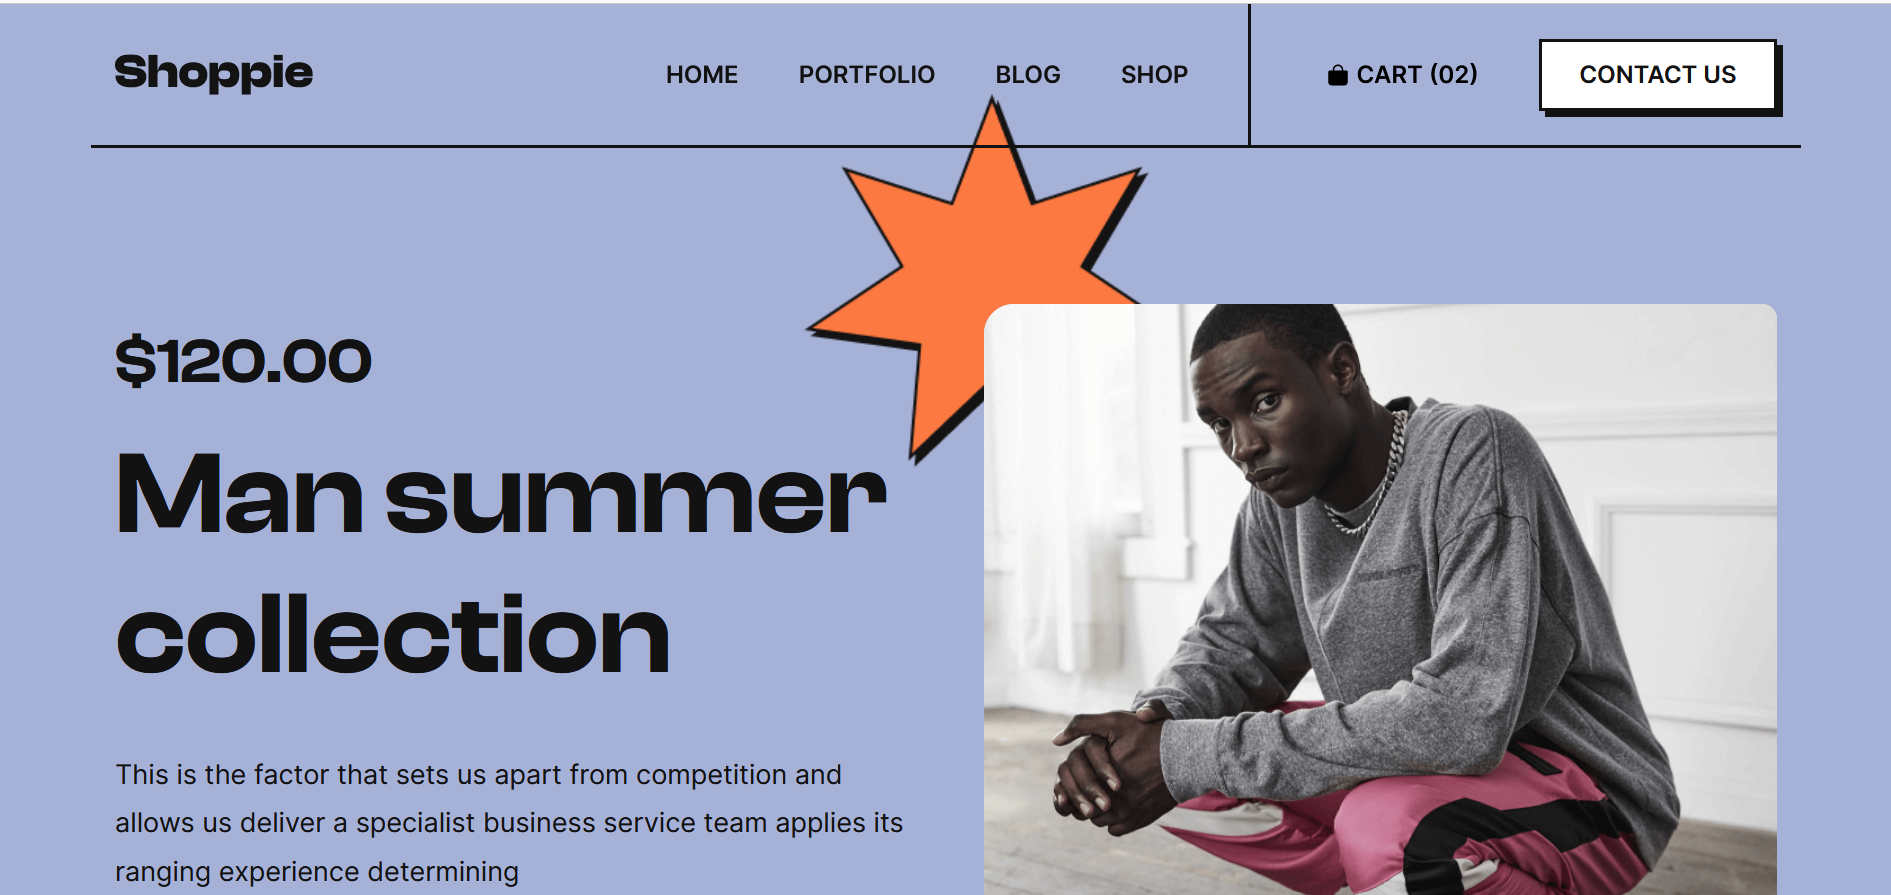 Shoppie
HOME PORTFOLIO BLOG SHOP CART (02) CONTACT US
$120.00
Man summer
collection
This is the factor that sets us apart from competition and
allows us deliver a specialist business service team applies its
ranging experience determining